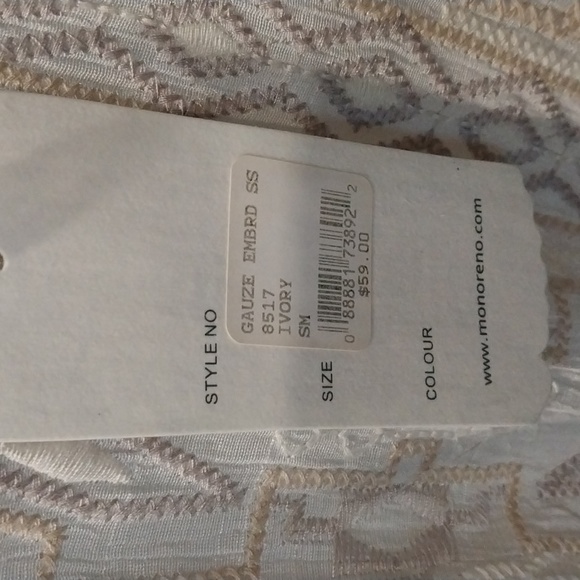 STYLE NO
GAUZE EMBRD SS
8517
IVORY
SM
SIZE
0 88881 73892 2
$59.00
COLOUR
www.monoreno.com